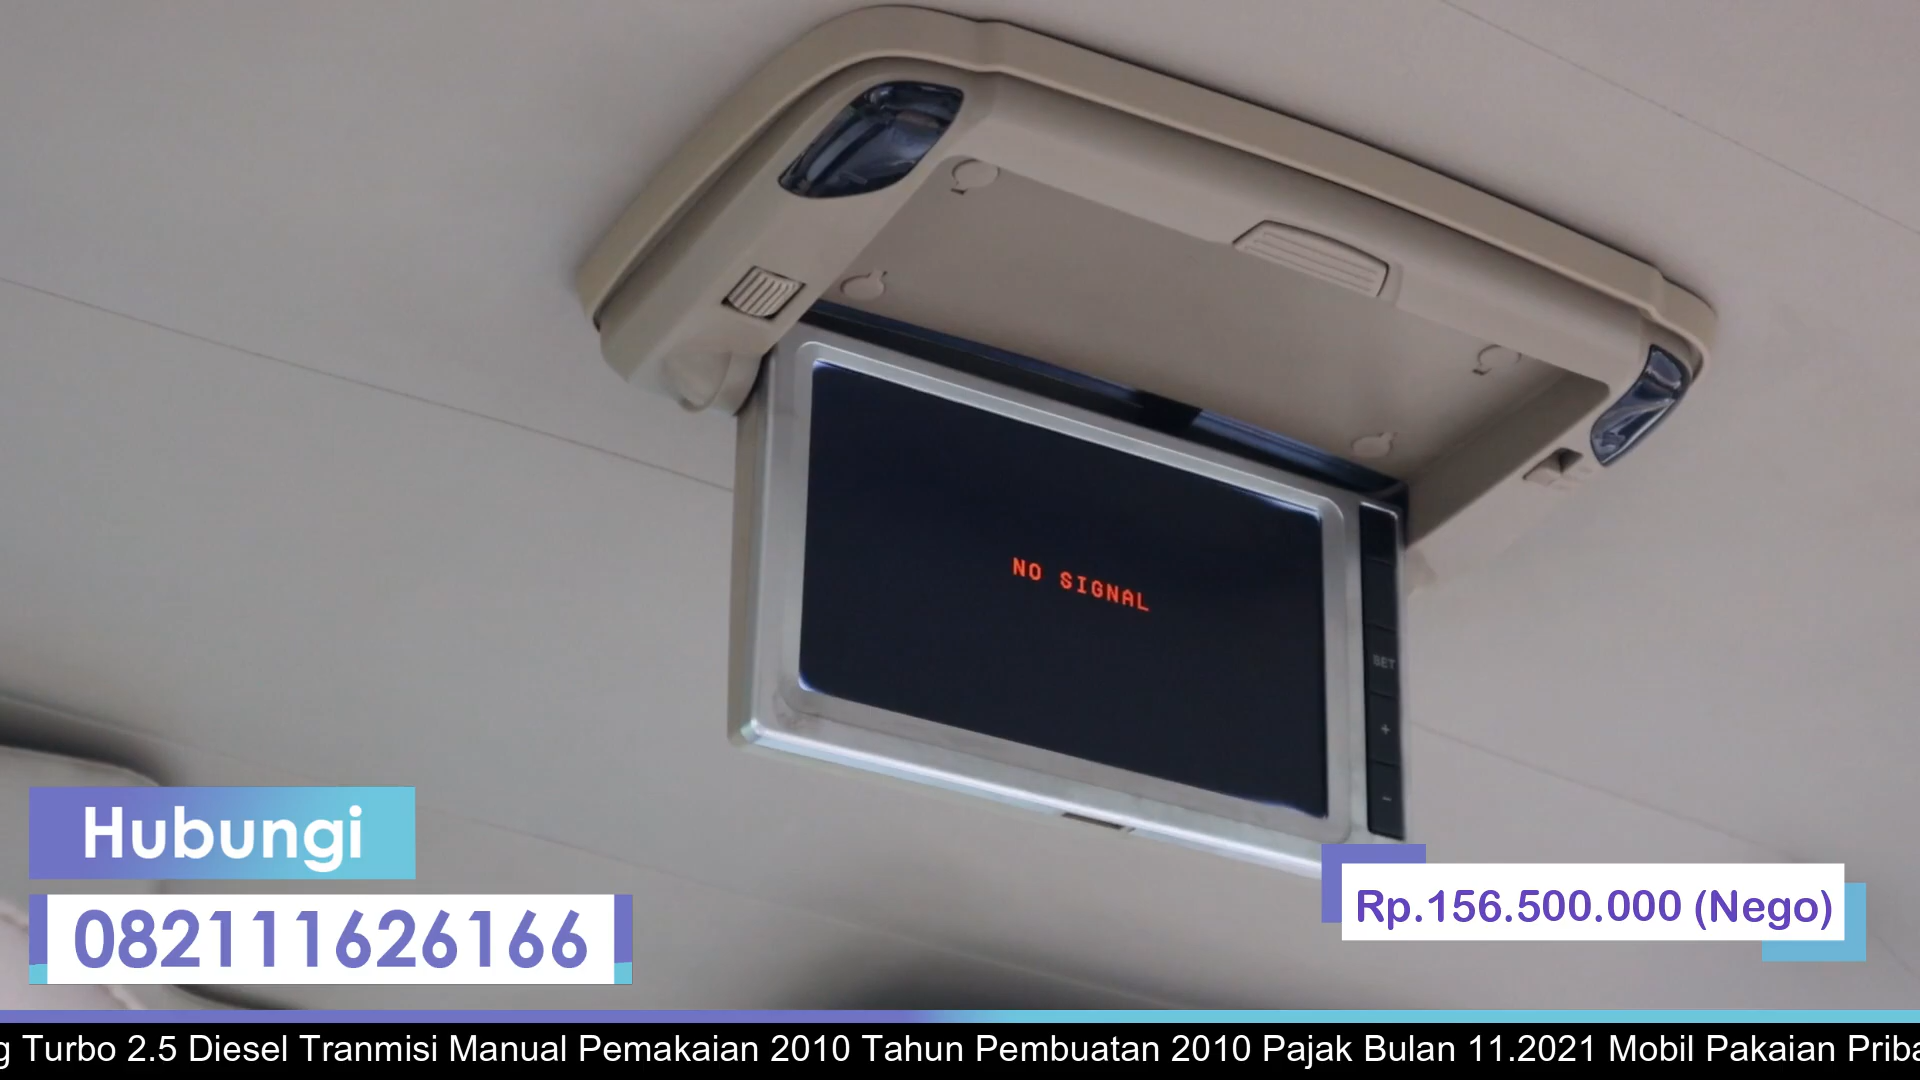 NO SIGNAL
SET
+
-
Hubungi
082111626166
Rp.156.500.000 (Nego)
Turbo 2.5 Diesel Tranmisi Manual Pemakaian 2010 Tahun Pembuatan 2010 Pajak Bulan 11.2021 Mobil Pakaian